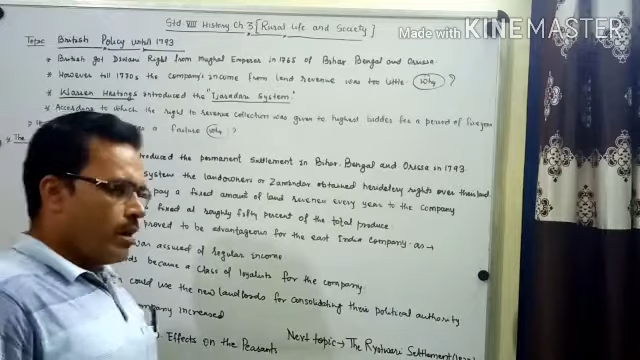 Made with KINEMASTER
Std. VIII History Ch 3 [Rural Life and Society]
Topic British Policy until 1793
* British got Diwani Right from Mughal Emperor in 1765 of Bihar Bengal and Orissa.
* However till 1770s the company's income from land revenue was too little. Why ?
* Warren Hastings introduced the "Ijaradari System."
* According to which the right to revenue collection was given to highest bidder for a period of five year
a failure Why ?
The
introduced the permanent settlement in Bihar. Bengal and Orissa in 1793.
system the landowners or Zamindar obtained hereditary rights over their land
pay a fixed amount of land revenue every year to the company
fixed at roughly fifty percent of the total produce.
proved to be advantageous for the east India company. as →
was assured of regular income
became a class of loyalists for the company.
could use the new landlords for consolidating their political authority
company increased
Effects on the Peasants
Next topic → The Ryotwari Settlement